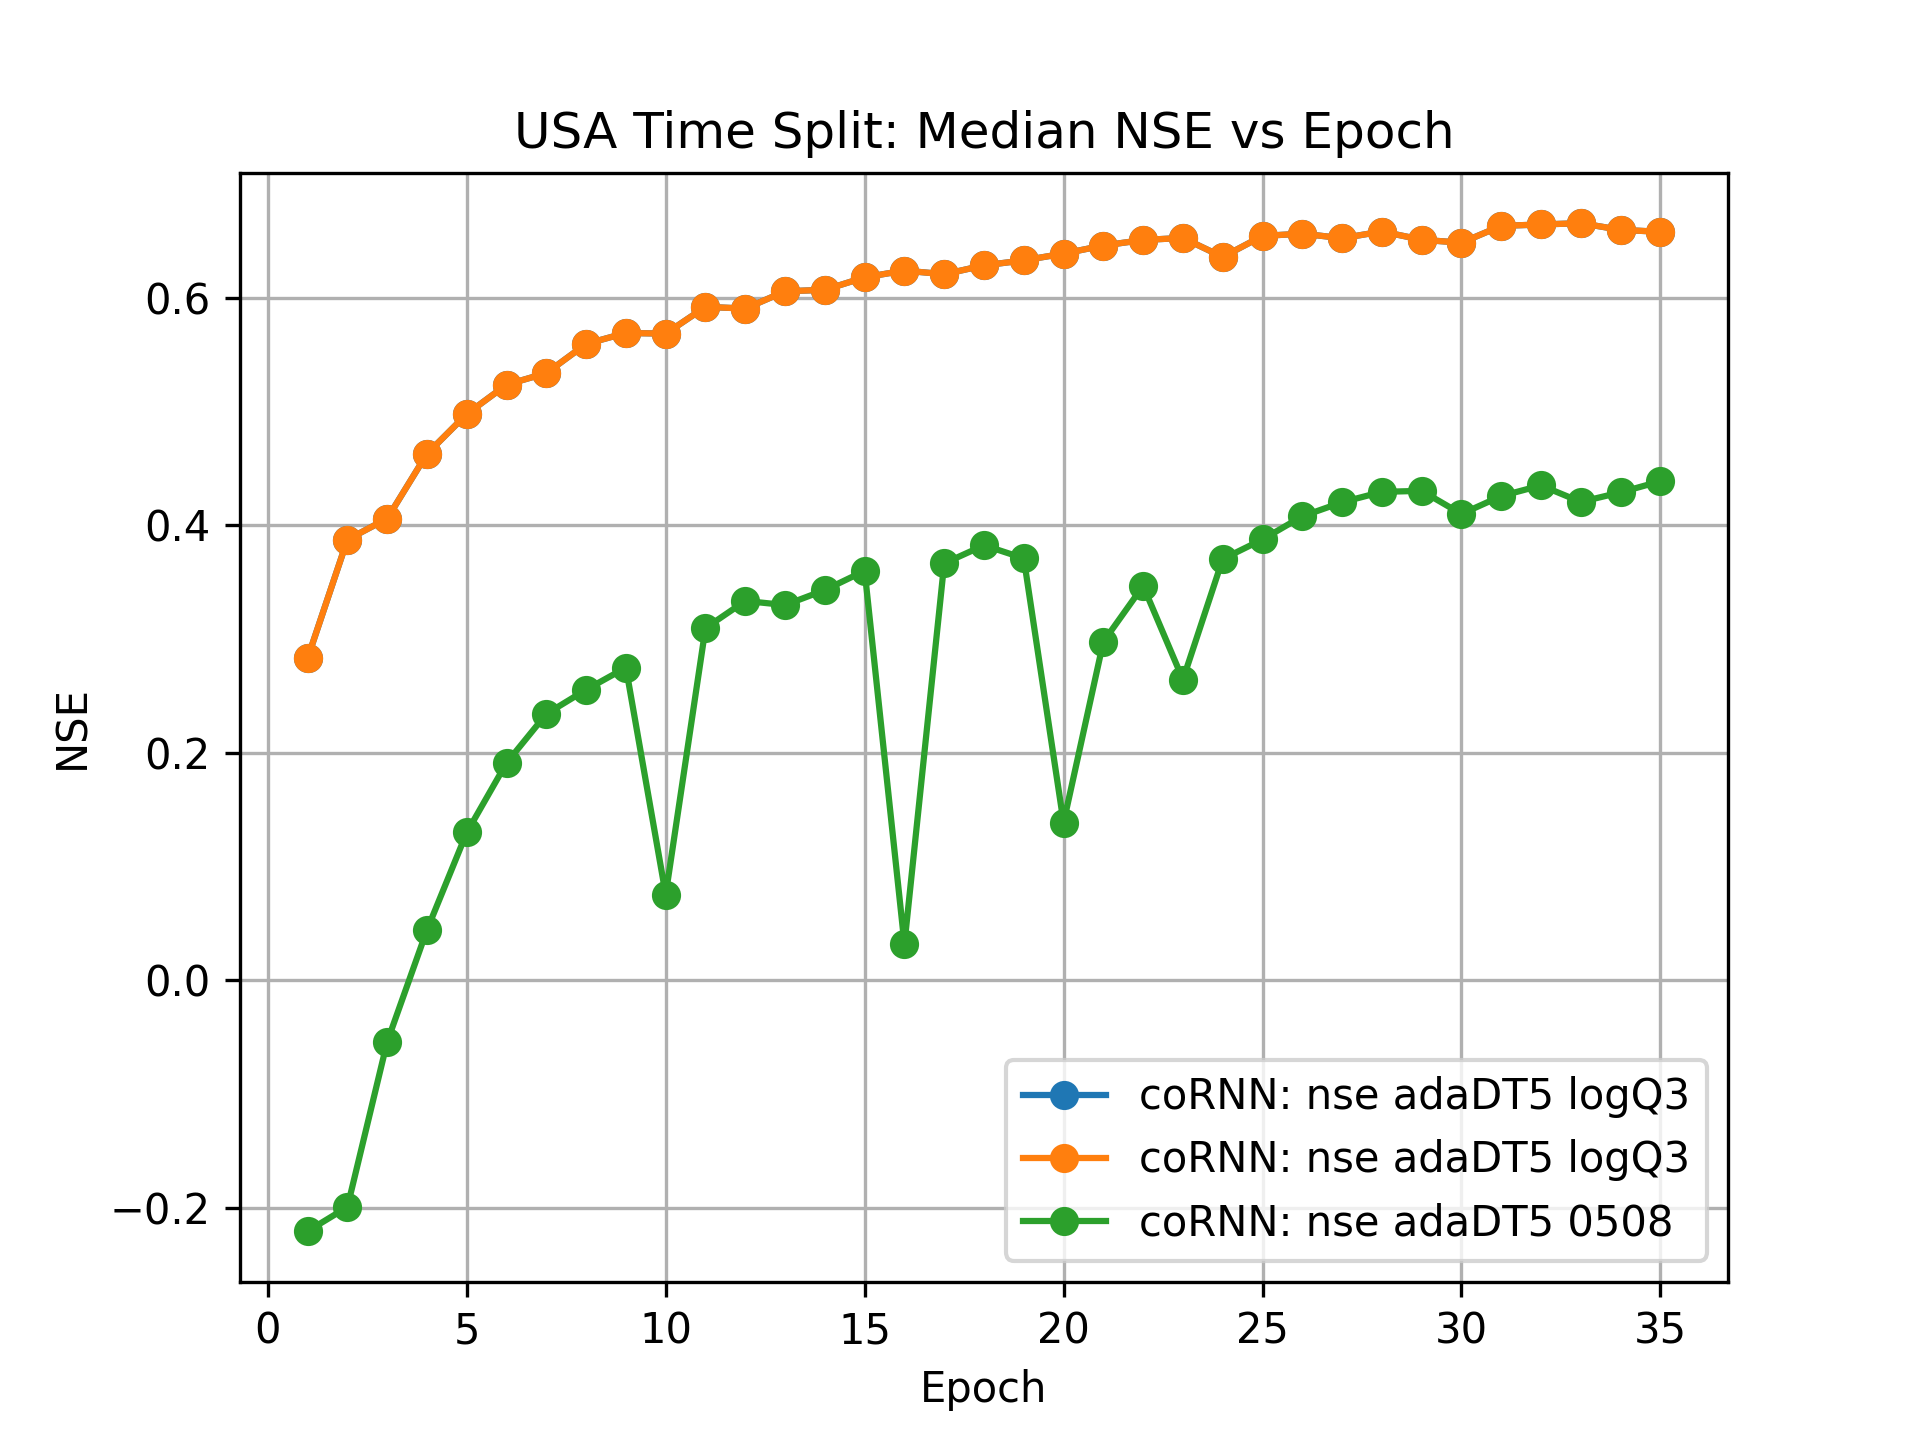 USA Time Split: Median NSE vs Epoch
NSE
0.6
0.4
0.2
0.0
−0.2
0 5 10 15 20 25 30 35
Epoch
coRNN: nse adaDT5 logQ3
coRNN: nse adaDT5 logQ3
coRNN: nse adaDT5 0508